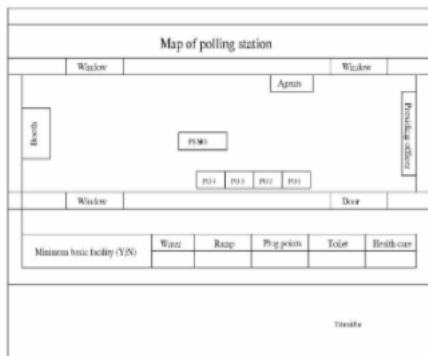 Map of polling station
Window Window
Agents
Booth
Presiding officer
PO4 PO3 PO2 PO1
Window Door
Minimum basic facility (Y/N) Water Ramp Plug points Toilet Health care